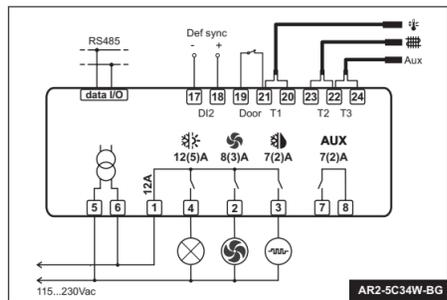 Def sync
RS485
- +
Aux
data I/O
17 18 19 21 20 23 22 24
DI2 Door T1 T2 T3
12(5)A 8(3)A 7(2)A AUX 7(2)A
12A
5 6 1 4 2 3 7 8
115...230Vac
AR2-5C34W-BG